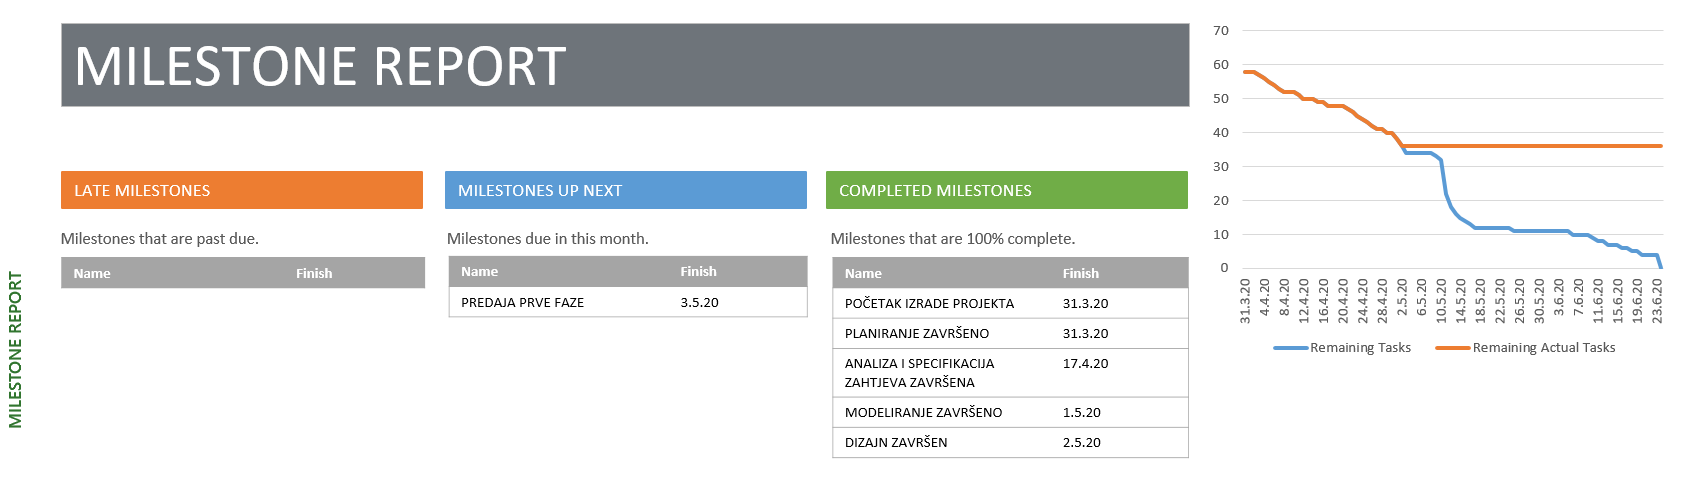 MILESTONE REPORT
MILESTONE REPORT
LATE MILESTONES
Milestones that are past due.
Name Finish
MILESTONES UP NEXT
Milestones due in this month.
Name Finish
PREDAJA PRVE FAZE 3.5.20
COMPLETED MILESTONES
Milestones that are 100% complete.
Name Finish
POČETAK IZRADE PROJEKTA 31.3.20
PLANIRANJE ZAVRŠENO 31.3.20
ANALIZA I SPECIFIKACIJA 17.4.20
ZAHTJEVA ZAVRŠENA
MODELIRANJE ZAVRŠENO 1.5.20
DIZAJN ZAVRŠEN 2.5.20
70
60
50
40
30
20
10
0
31.3.20
4.4.20
8.4.20
12.4.20
16.4.20
20.4.20
24.4.20
28.4.20
2.5.20
6.5.20
10.5.20
14.5.20
18.5.20
22.5.20
26.5.20
30.5.20
3.6.20
7.6.20
11.6.20
15.6.20
19.6.20
23.6.20
Remaining Tasks
Remaining Actual Tasks